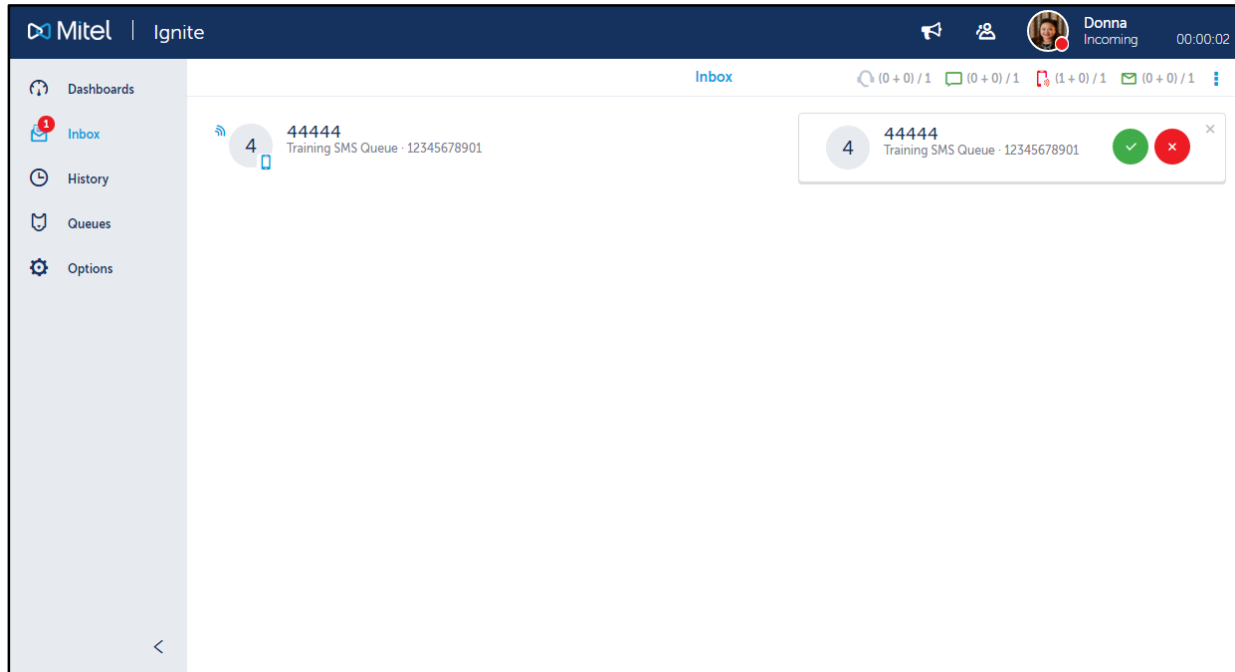 Mitel | Ignite
Donna
Incoming
00:00:02
Dashboards
1
Inbox
History
Queues
Options
Inbox
(0 + 0) / 1
(0 + 0) / 1
(1 + 0) / 1
(0 + 0) / 1
4
44444
Training SMS Queue · 12345678901
4
44444
Training SMS Queue · 12345678901